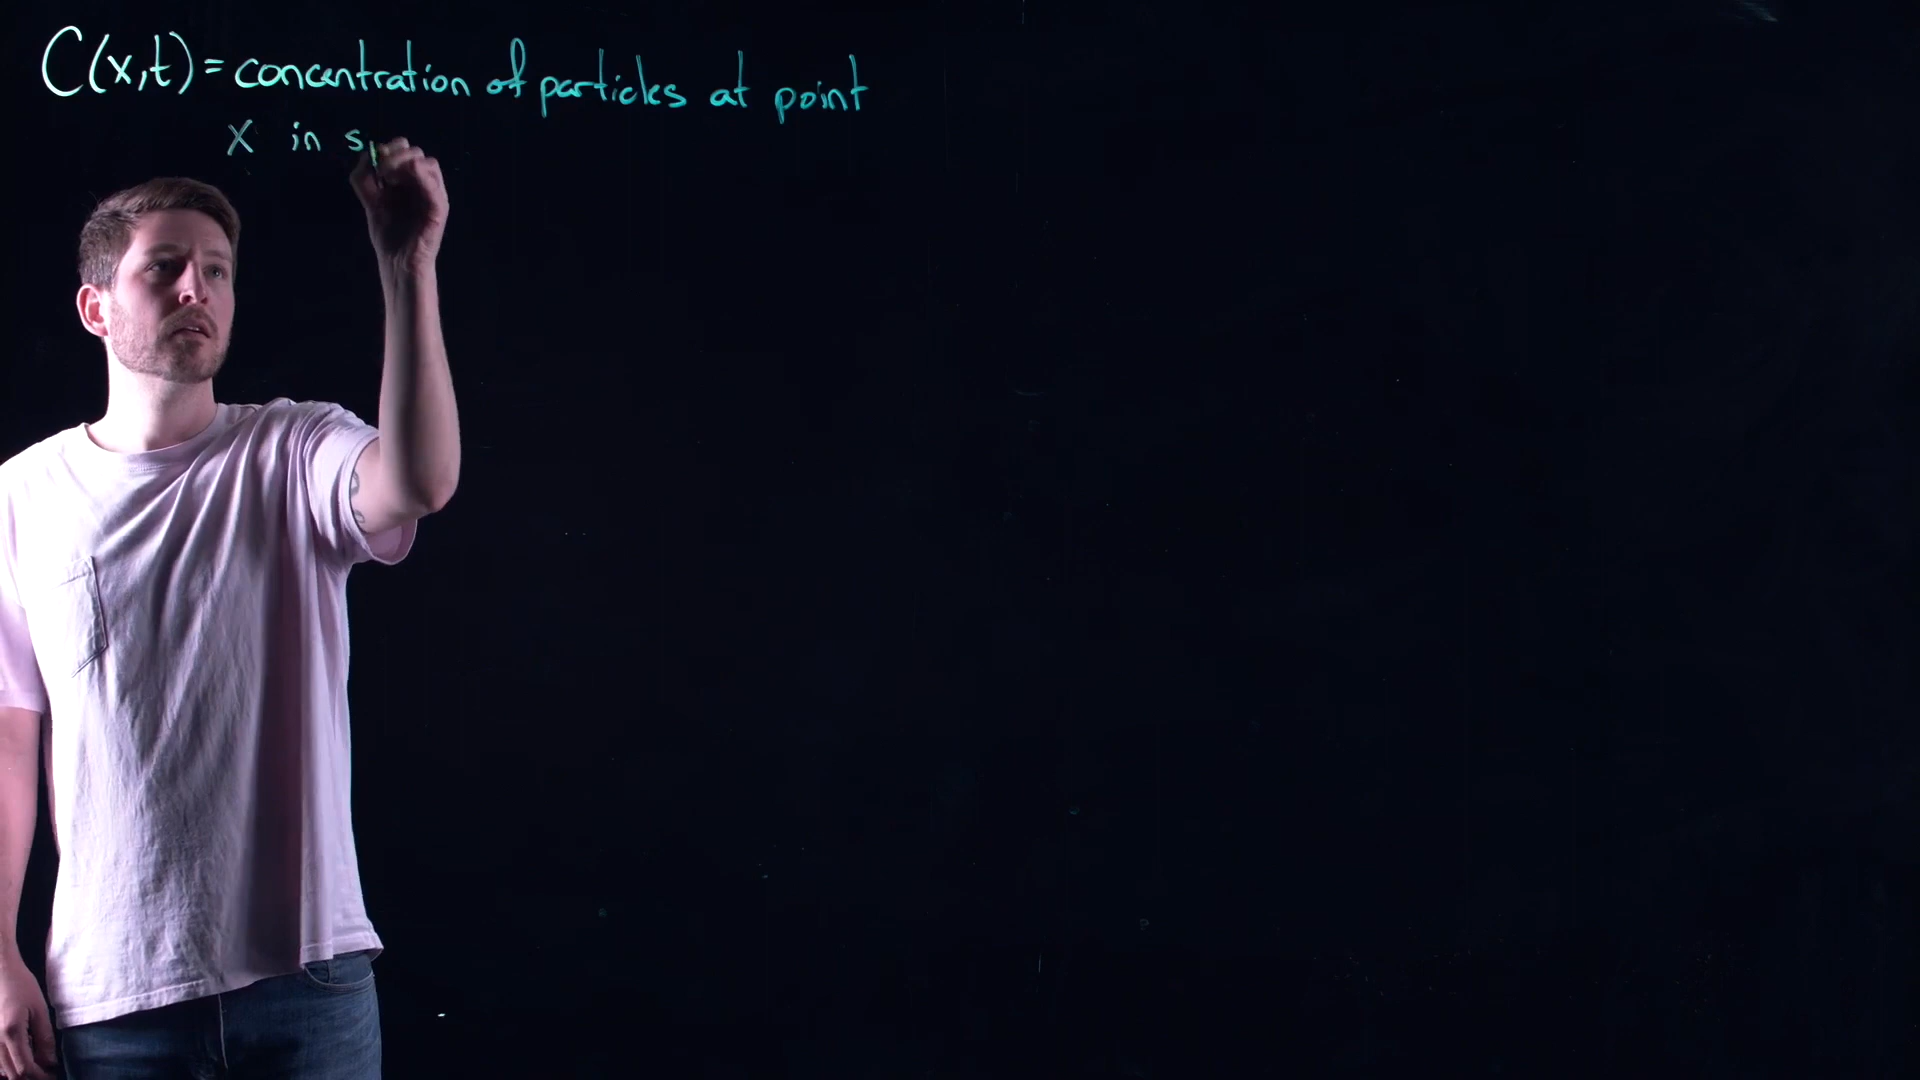 C(x,t) = concentration of particles at point
x in